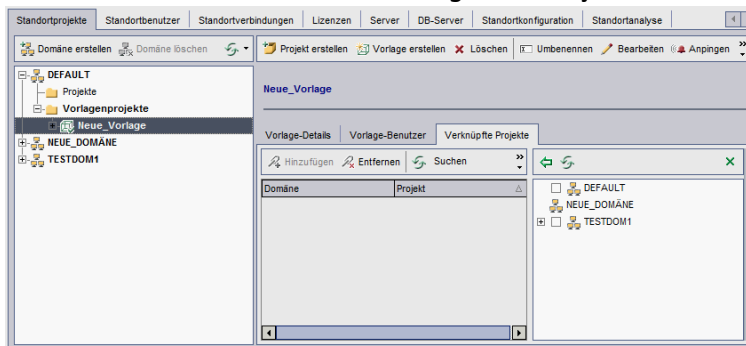 Standortprojekte Standortbenutzer Standortverbindungen Lizenzen Server DB-Server Standortkonfiguration Standortanalyse
Domäne erstellen Domäne löschen Projekt erstellen Vorlage erstellen Löschen Umbenennen Bearbeiten Anpingen
DEFAULT
Projekte
Vorlagenprojekte
Neue_Vorlage
NEUE_DOMÄNE
TESTDOM1
Neue_Vorlage
Vorlage-Details Vorlage-Benutzer Verknüpfte Projekte
Hinzufügen Entfernen Suchen
Domäne Projekt
DEFAULT
NEUE_DOMÄNE
TESTDOM1